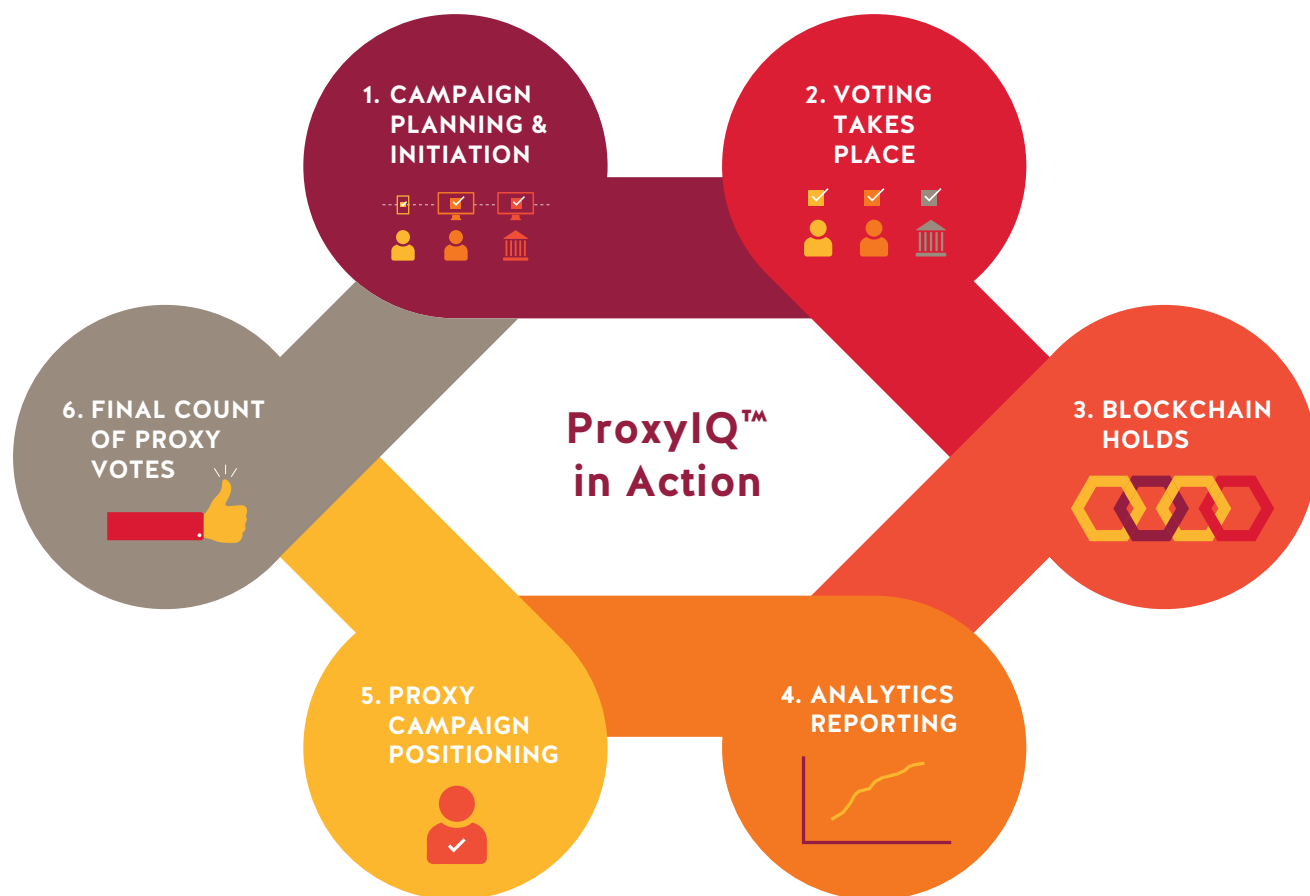 1. CAMPAIGN
PLANNING &
INITIATION
2. VOTING
TAKES
PLACE
3. BLOCKCHAIN
HOLDS
4. ANALYTICS
REPORTING
5. PROXY
CAMPAIGN
POSITIONING
6. FINAL COUNT
OF PROXY
VOTES
ProxyIQ™
in Action